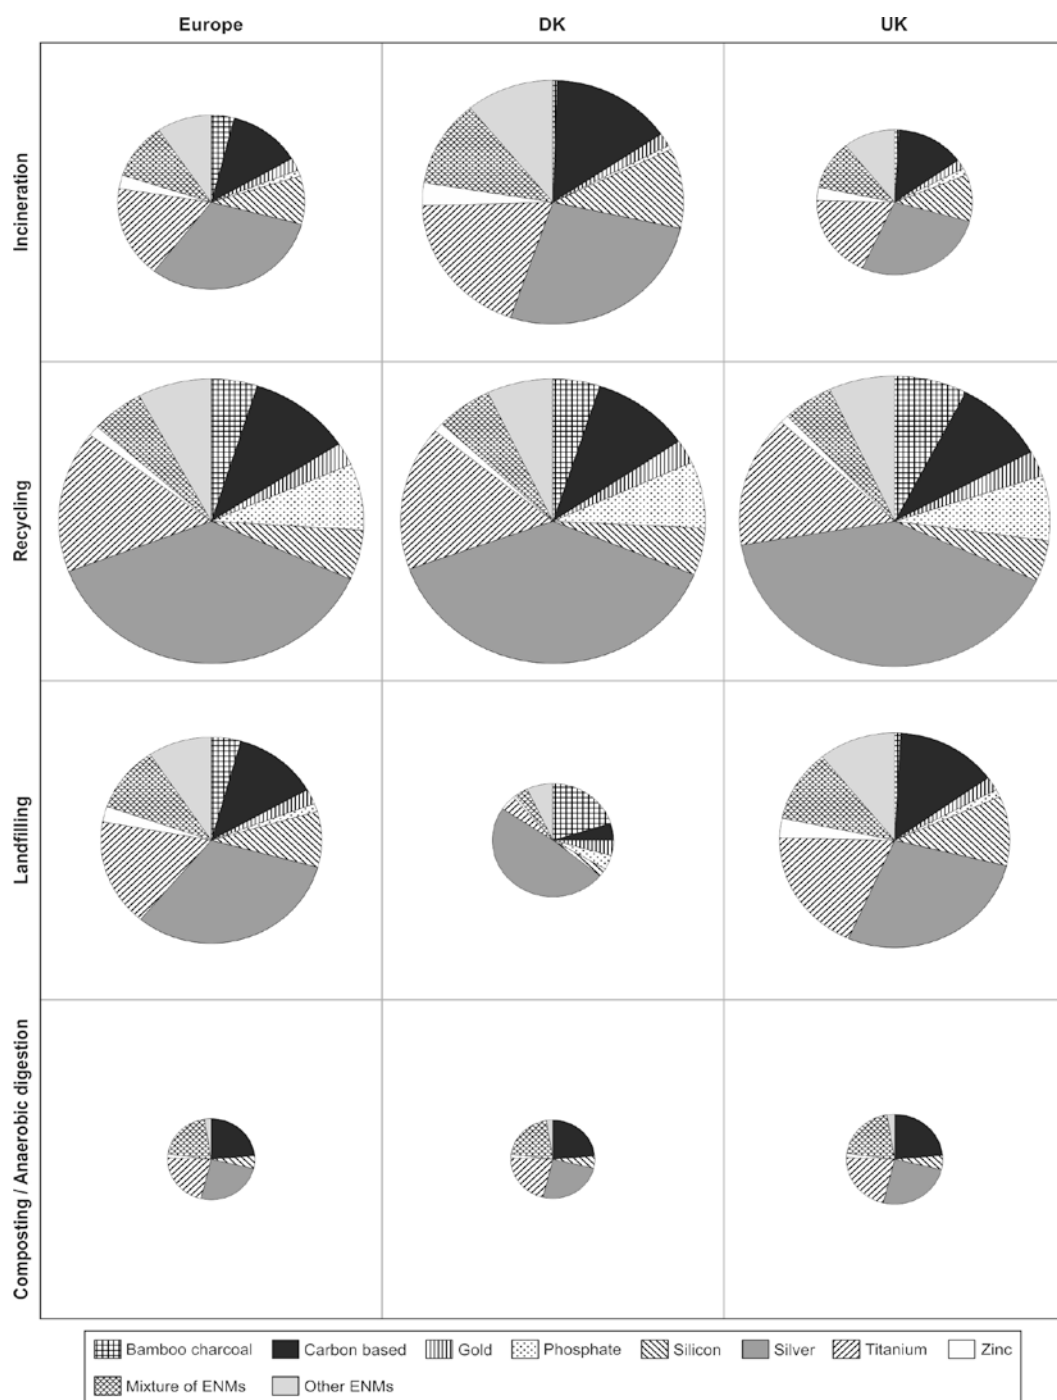 Europe DK UK
Incineration
Recycling
Landfilling
Composting / Anaerobic digestion
Bamboo charcoal Carbon based Gold Phosphate Silicon Silver Titanium Zinc
Mixture of ENMs Other ENMs